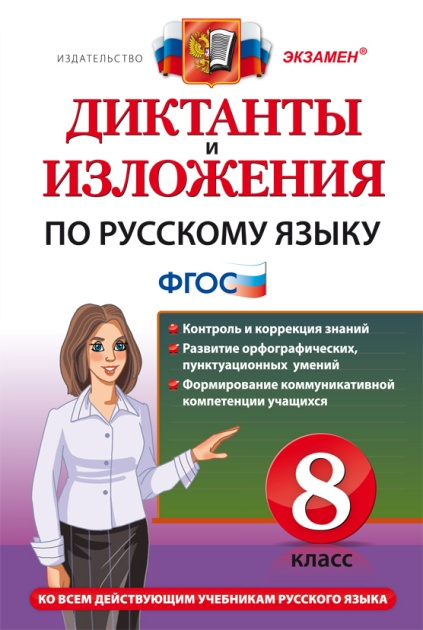 ИЗДАТЕЛЬСТВО ЭКЗАМЕН®
ДИКТАНТЫ
и
ИЗЛОЖЕНИЯ
ПО РУССКОМУ ЯЗЫКУ
ФГОС
Контроль и коррекция знаний
Развитие орфографических,
пунктуационных умений
Формирование коммуникативной
компетенции учащихся
8
класс
КО ВСЕМ ДЕЙСТВУЮЩИМ УЧЕБНИКАМ РУССКОГО ЯЗЫКА